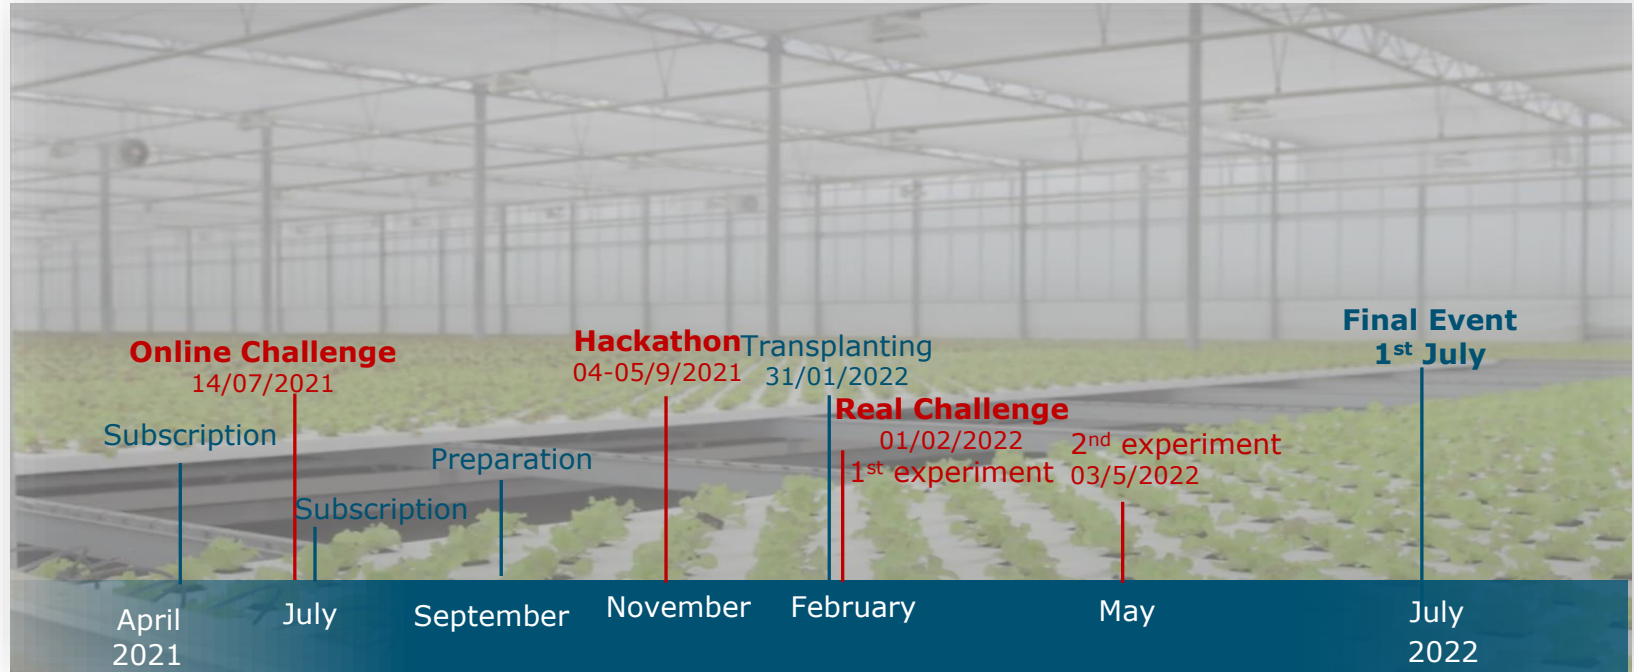 Online Challenge
14/07/2021
Subscription
Subscription
Preparation
Hackathon
04-05/9/2021
Transplanting
31/01/2022
Real Challenge
01/02/2022
1st experiment
2nd experiment
03/5/2022
Final Event
1st July
April
2021
July
September
November
February
May
July
2022